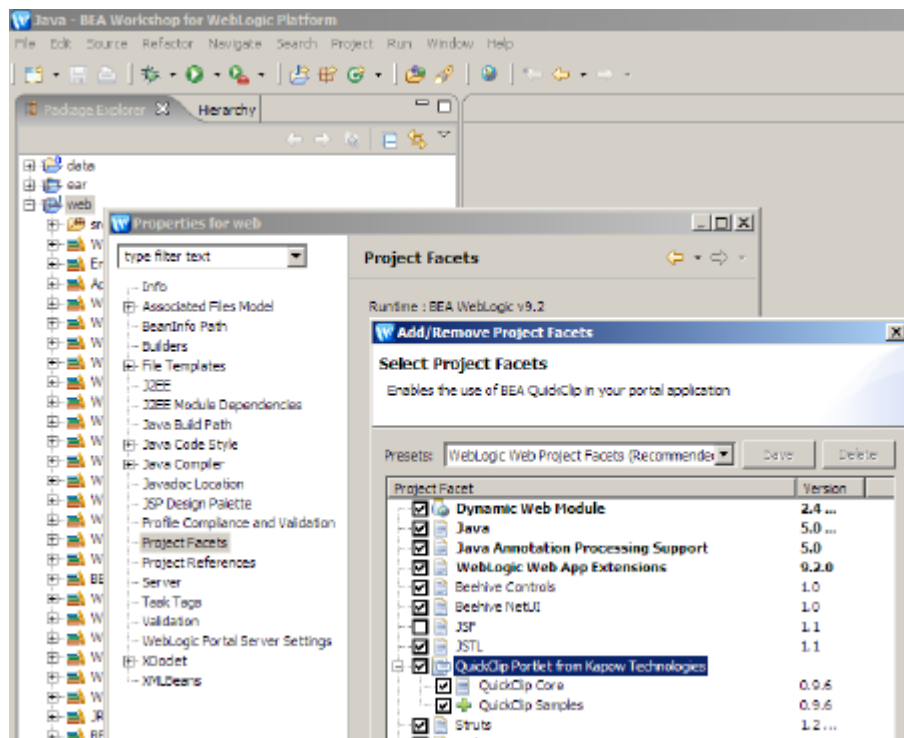 Java - BEA Workshop for WebLogic Platform
File Edit Source Refactor Navigate Search Project Run Window Help
Package Explorer Hierarchy
data
ear
web
Properties for web
type filter text
Info
Associated Files Model
BeanInfo Path
Builders
File Templates
J2EE
J2EE Module Dependencies
Java Build Path
Java Code Style
Java Compiler
Javadoc Location
JSP Design Palette
Profile Compliance and Validation
Project Facets
Project References
Server
Task Tags
Validation
WebLogic Portal Server Settings
XDoclet
XMLBeans
Project Facets
Runtime : BEA WebLogic v9.2
Add/Remove Project Facets
Select Project Facets
Enables the use of BEA QuickClip in your portal application
Presets: WebLogic Web Project Facets (Recommended Save Delete
Project Facet Version
Dynamic Web Module 2.4 ...
Java 5.0 ...
Java Annotation Processing Support 5.0
WebLogic Web App Extensions 9.2.0
Beehive Controls 1.0
Beehive NetUI 1.0
JSF 1.1
JSTL 1.1
QuickClip Portlet from Kapow Technologies
QuickClip Core 0.9.6
QuickClip Samples 0.9.6
Struts 1.2 ...